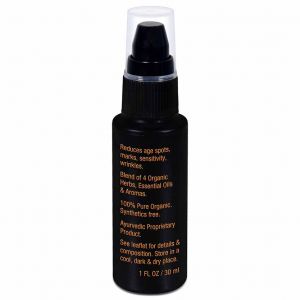 Reduces age spots,
marks, sensitivity,
wrinkles.
Blend of 4 Organic
Herbs, Essential Oils
& Aromas.
100% Pure Organic.
Synthetics free.
Ayurvedic Proprietary
Product.
See leaflet for details &
composition. Store in a
cool, dark & dry place.
1 FL OZ / 30 ml